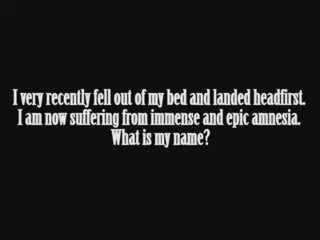 I very recently fell out of my bed and landed headfirst.
I am now suffering from immense and epic amnesia.
What is my name?